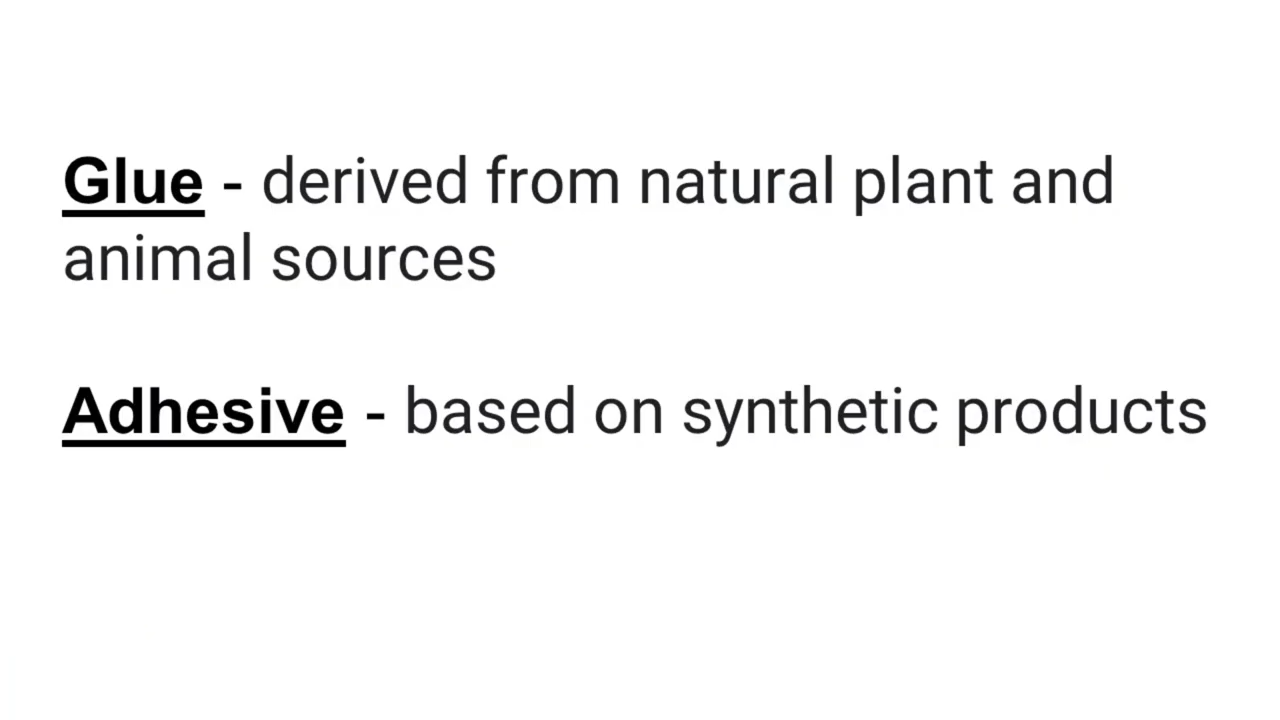 Glue - derived from natural plant and
animal sources
Adhesive - based on synthetic products